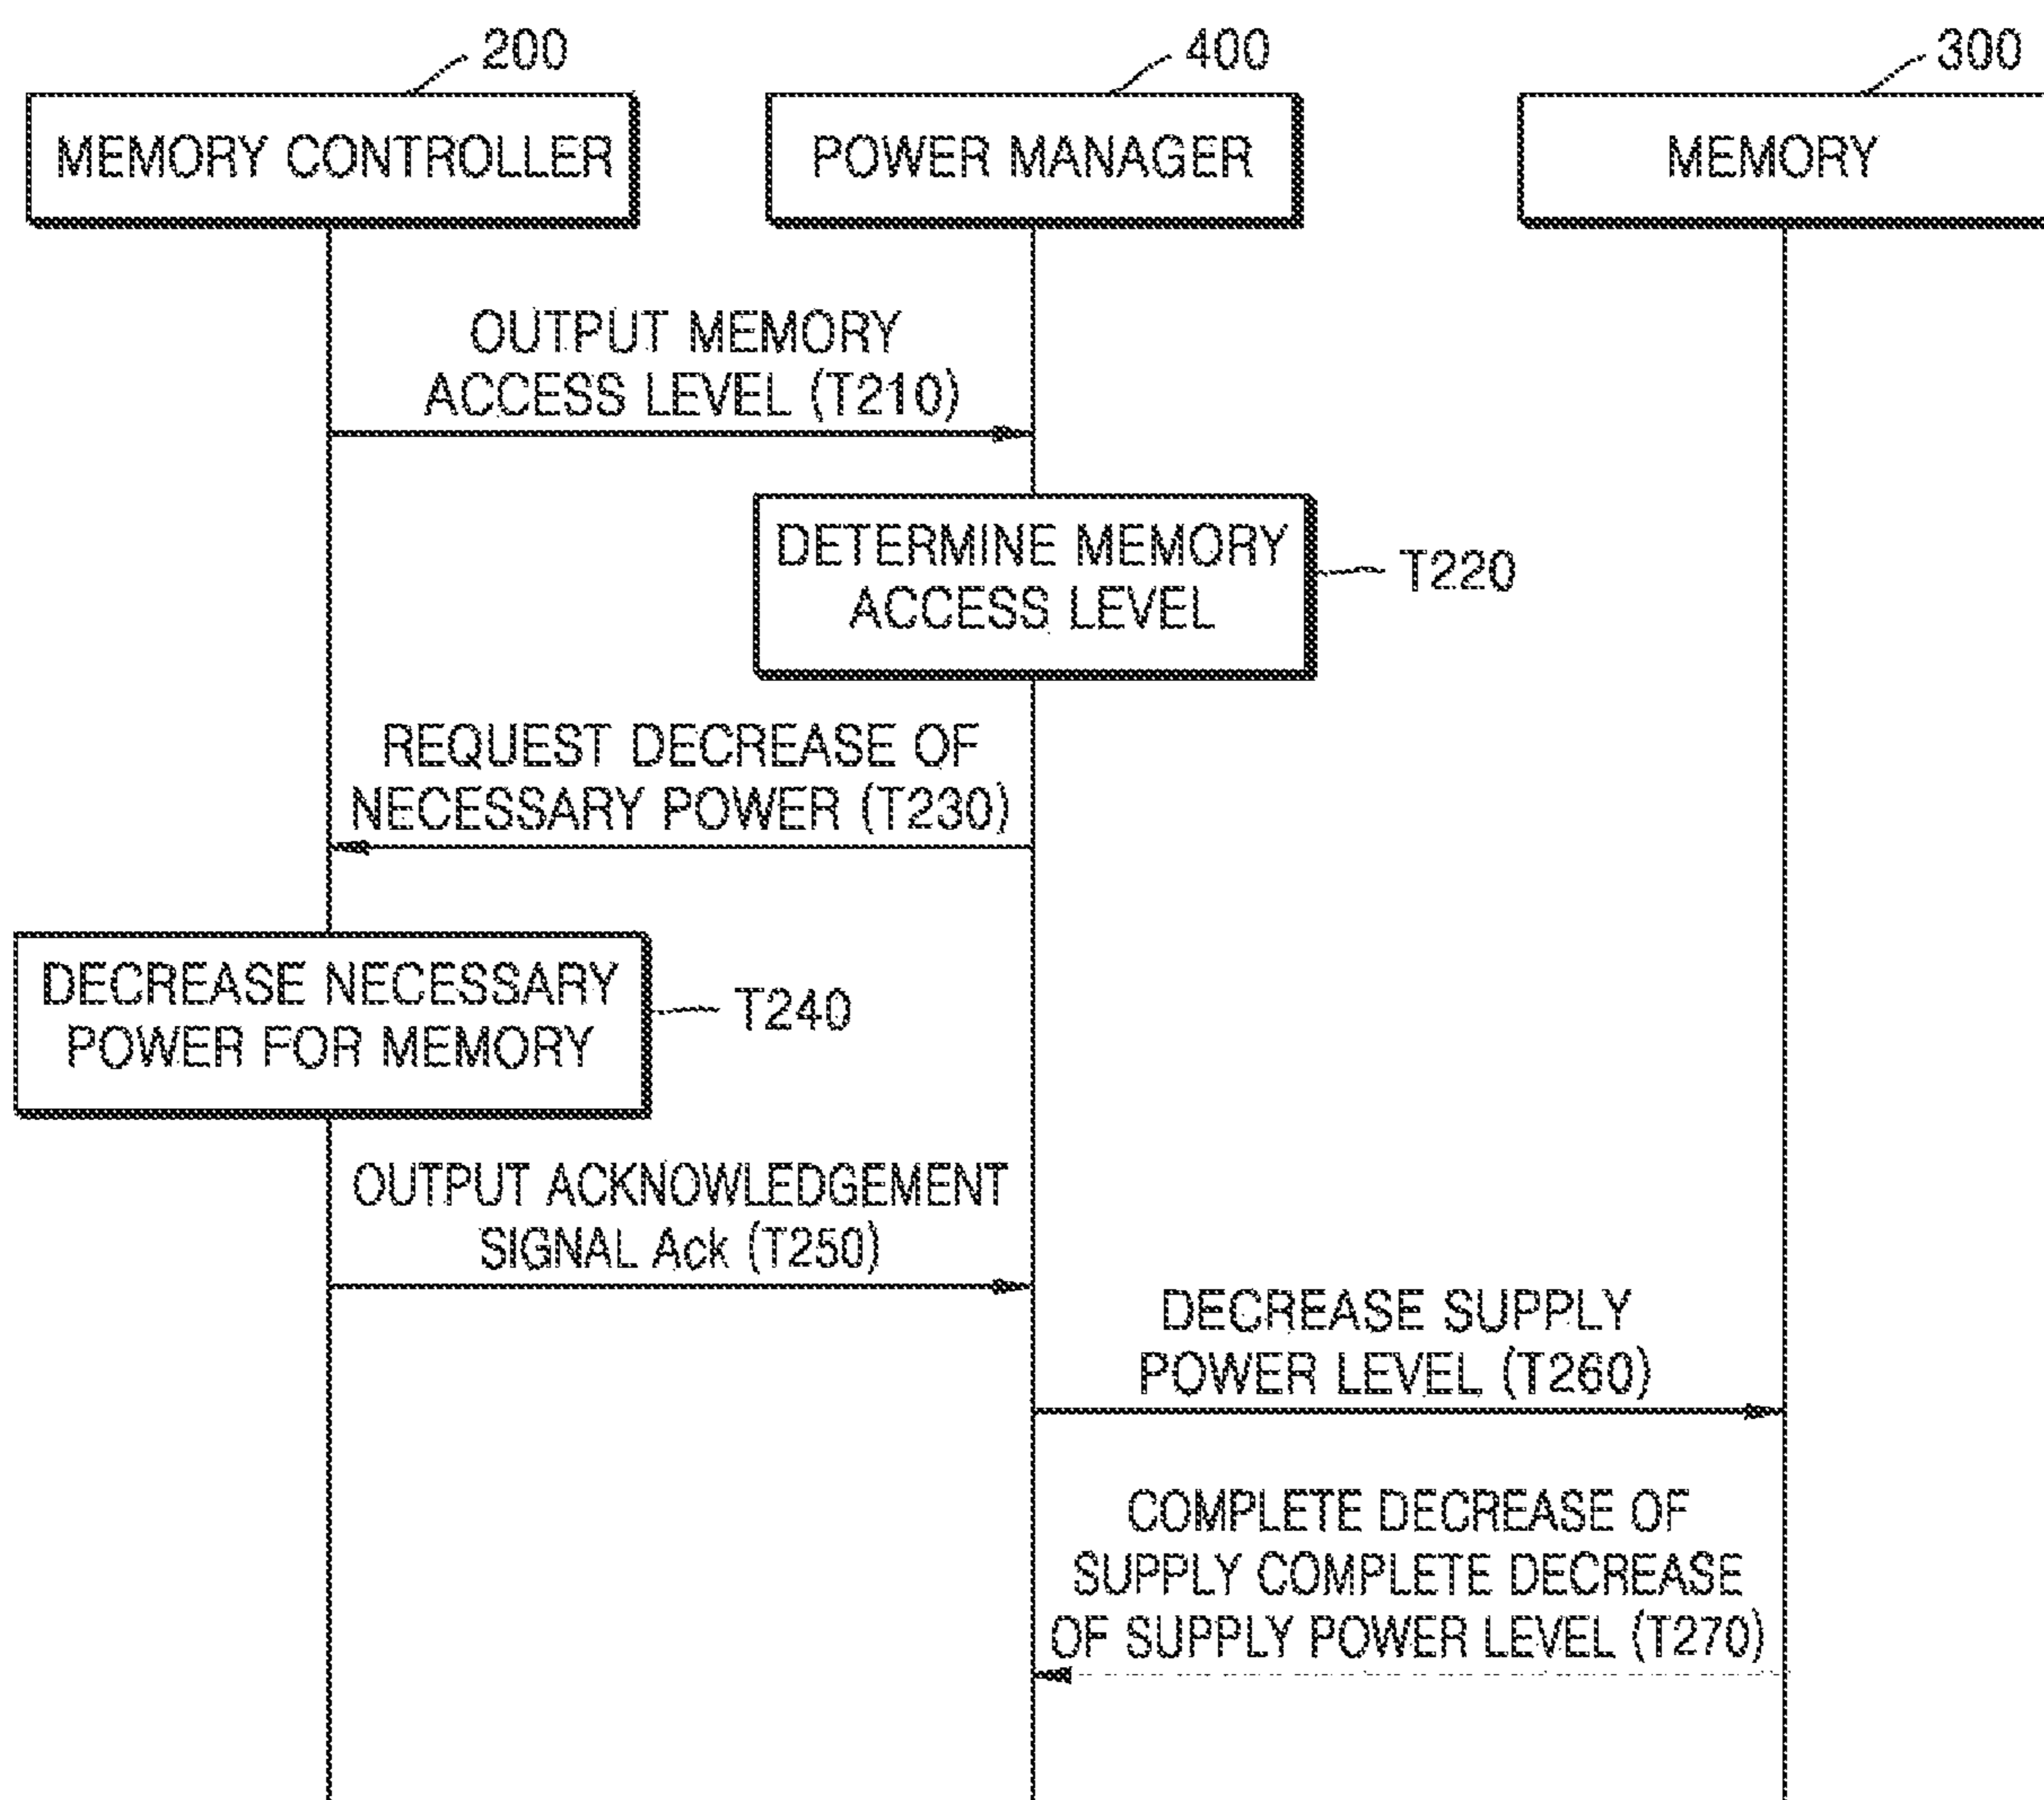 200
400
300
MEMORY CONTROLLER
POWER MANAGER
MEMORY
OUTPUT MEMORY
ACCESS LEVEL (T210)
DETERMINE MEMORY
ACCESS LEVEL
T220
REQUEST DECREASE OF
NECESSARY POWER (T230)
DECREASE NECESSARY
POWER FOR MEMORY
T240
OUTPUT ACKNOWLEDGEMENT
SIGNAL Ack (T250)
DECREASE SUPPLY
POWER LEVEL (T260)
COMPLETE DECREASE OF
SUPPLY COMPLETE DECREASE
OF SUPPLY POWER LEVEL (T270)